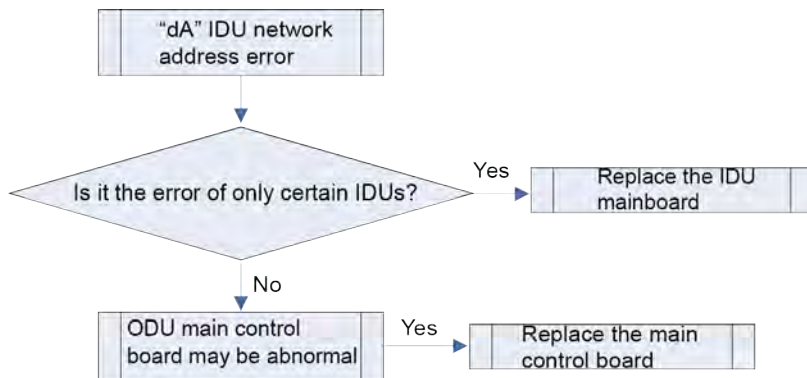 “dA” IDU network
address error
Is it the error of only certain IDUs?
Yes
Replace the IDU
mainboard
No
ODU main control
board may be abnormal
Yes
Replace the main
control board